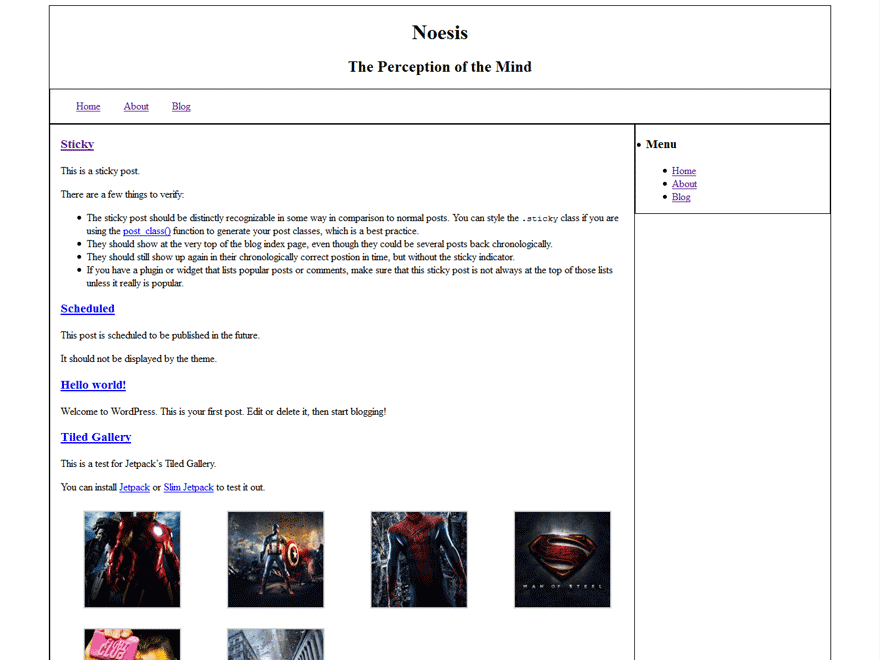 Noesis
The Perception of the Mind
Home About Blog
Sticky
This is a sticky post.
There are a few things to verify:
The sticky post should be distinctly recognizable in some way in comparison to normal posts. You can style the .sticky class if you are
using the post_class() function to generate your post classes, which is a best practice.
They should show at the very top of the blog index page, even though they could be several posts back chronologically.
They should still show up again in their chronologically correct postion in time, but without the sticky indicator.
If you have a plugin or widget that lists popular posts or comments, make sure that this sticky post is not always at the top of those lists
unless it really is popular.
Scheduled
This post is scheduled to be published in the future.
It should not be displayed by the theme.
Hello world!
Welcome to WordPress. This is your first post. Edit or delete it, then start blogging!
Tiled Gallery
This is a test for Jetpack’s Tiled Gallery.
You can install Jetpack or Slim Jetpack to test it out.
MAN OF STEEL
CLUB
Menu
Home
About
Blog